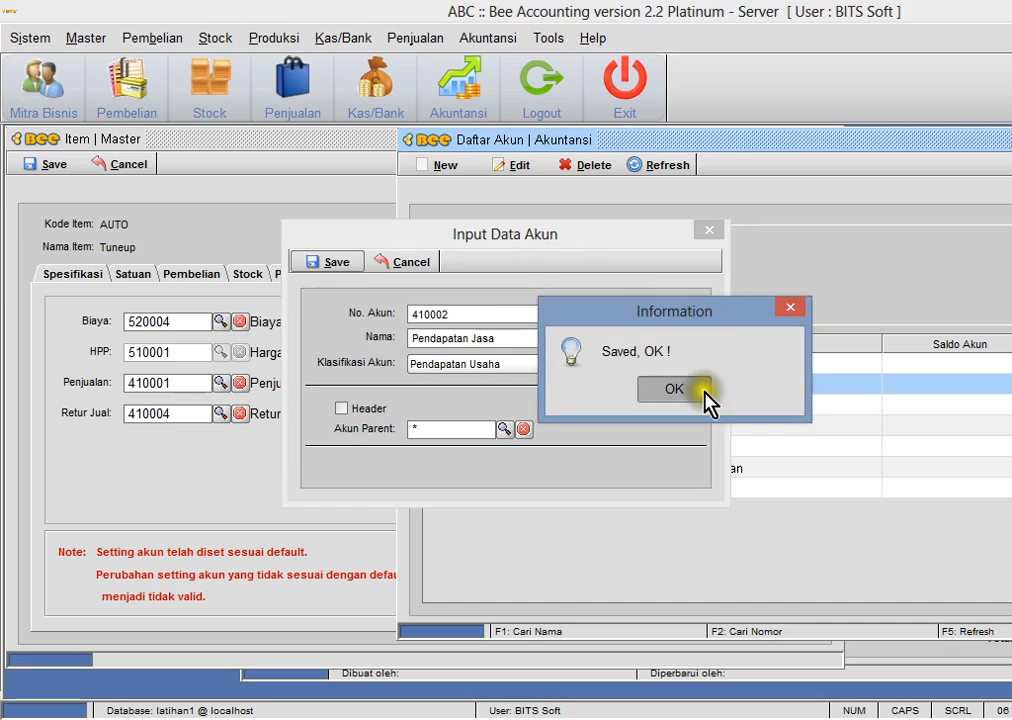 ABC :: Bee Accounting version 2.2 Platinum - Server [ User : BITS Soft ]
Sistem Master Pembelian Stock Produksi Kas/Bank Penjualan Akuntansi Tools Help
Mitra Bisnis Pembelian Stock Penjualan Kas/Bank Akuntansi Logout Exit
BEE Item | Master
Save Cancel
Kode Item: AUTO
Nama Item: Tuneup
Spesifikasi Satuan Pembelian Stock P
Biaya: 520004 Biaya
HPP: 510001 Harga
Penjualan: 410001 Penju
Retur Jual: 410004 Retur
Note: Setting akun telah diset sesuai default.
Perubahan setting akun yang tidak sesuai dengan defau
menjadi tidak valid.
BEE Daftar Akun | Akuntansi
New Edit Delete Refresh
Saldo Akun
an
Input Data Akun
Save Cancel
No. Akun: 410002
Nama: Pendapatan Jasa
Klasifikasi Akun: Pendapatan Usaha
Header
Akun Parent: *
Information
Saved, OK !
OK
F1: Cari Nama F2: Cari Nomor F5: Refresh
Dibuat oleh: Diperbarui oleh:
Database: latihan1 @ localhost User: BITS Soft NUM CAPS SCRL 06